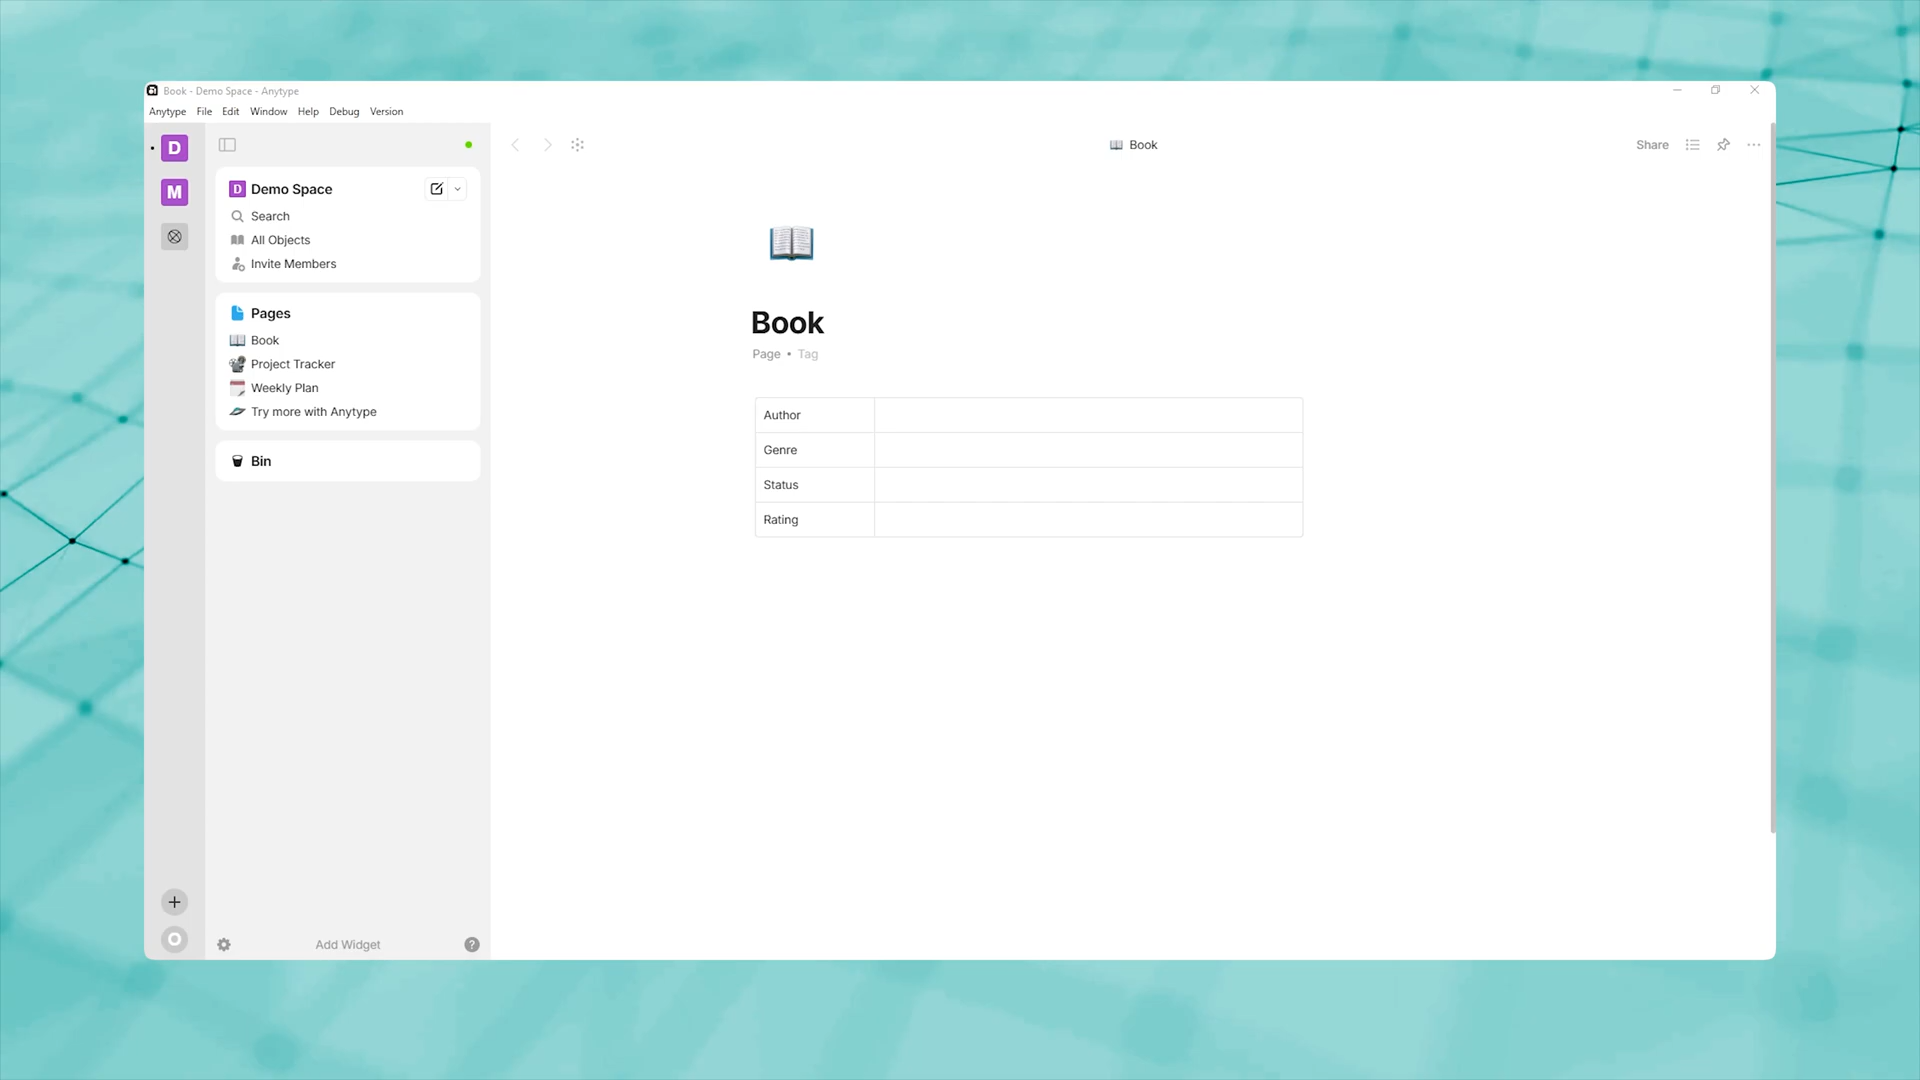 Book - Demo Space - Anytype
Anytype File Edit Window Help Debug Version
D
M
D Demo Space
Search
All Objects
Invite Members
Pages
Book
Project Tracker
Weekly Plan
Try more with Anytype
Bin
O
Add Widget
?
Book
Share
Book
Page • Tag
Author
Genre
Status
Rating